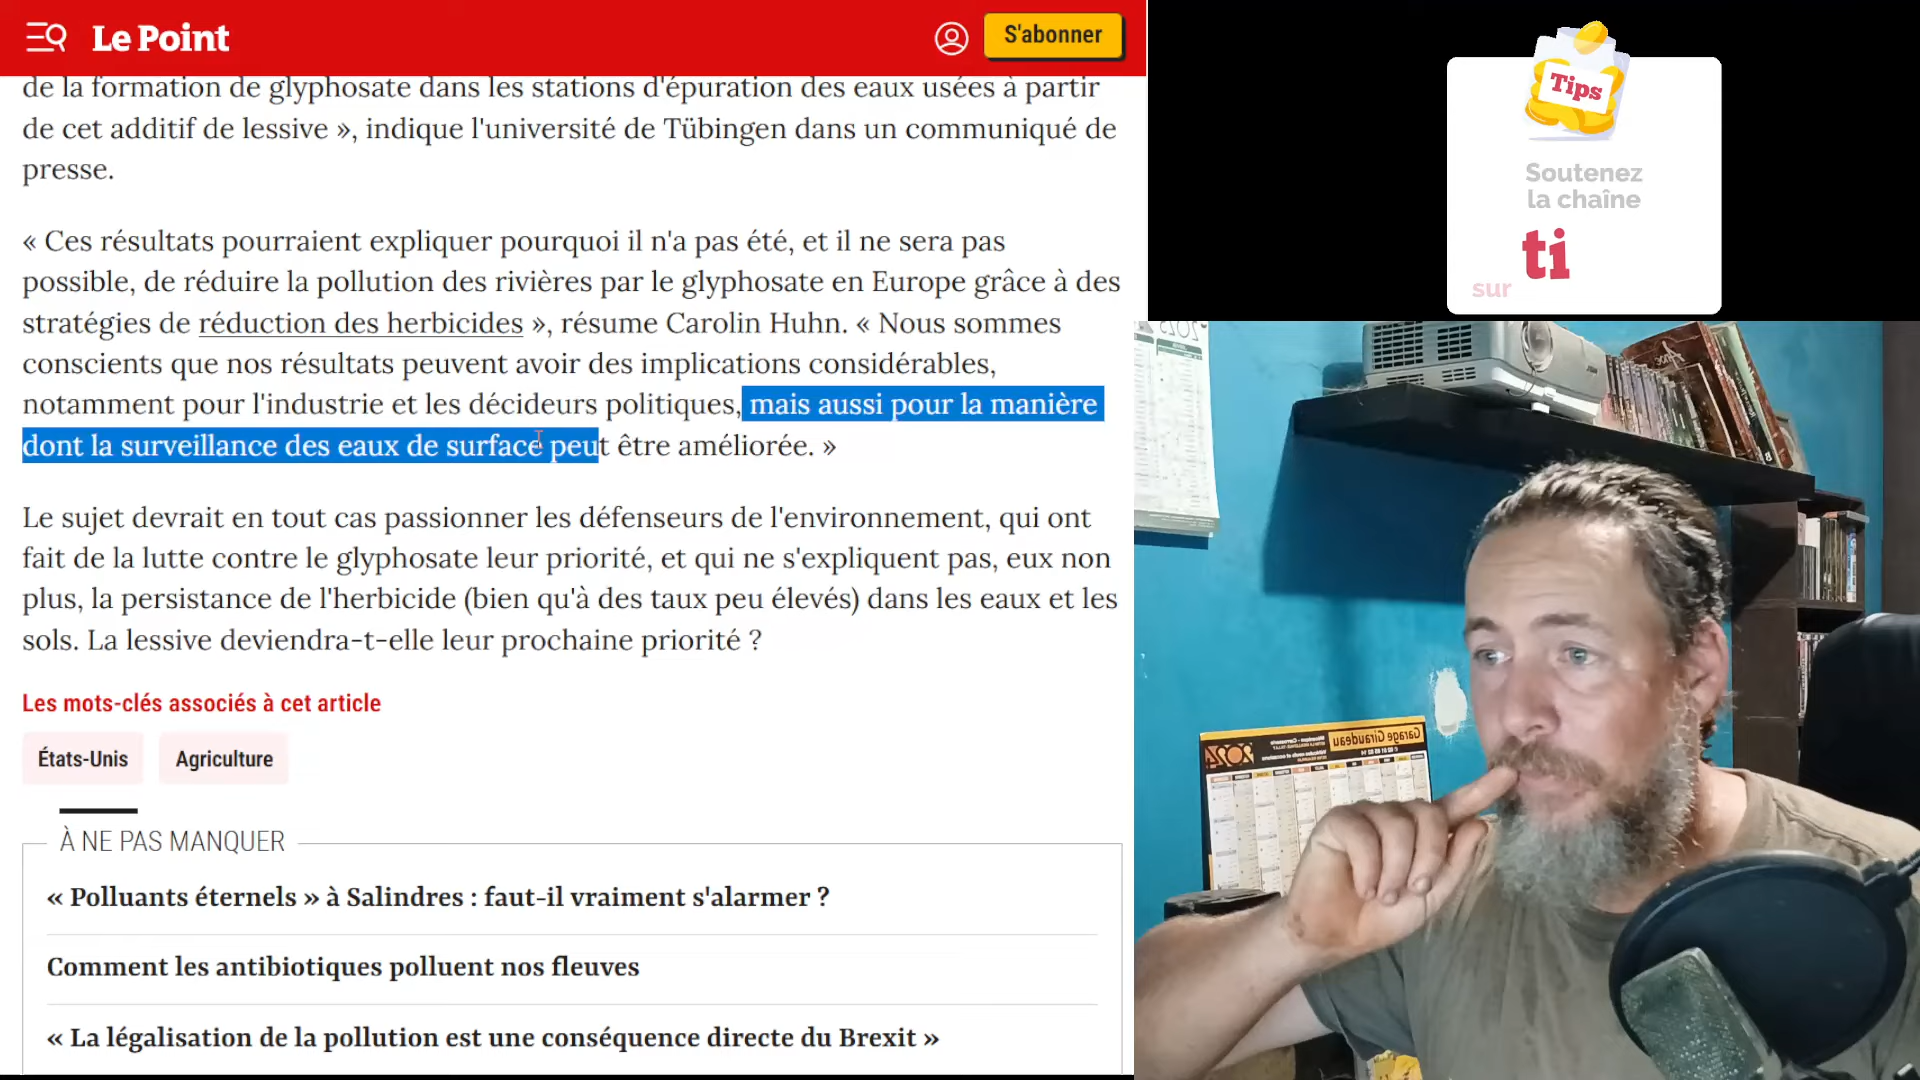 Le Point
S'abonner
de la formation de glyphosate dans les stations d'épuration des eaux usées à partir
de cet additif de lessive », indique l'université de Tübingen dans un communiqué de
presse.
« Ces résultats pourraient expliquer pourquoi il n'a pas été, et il ne sera pas
possible, de réduire la pollution des rivières par le glyphosate en Europe grâce à des
stratégies de réduction des herbicides », résume Carolin Huhn. « Nous sommes
conscients que nos résultats peuvent avoir des implications considérables,
notamment pour l'industrie et les décideurs politiques, mais aussi pour la manière
dont la surveillance des eaux de surface peut être améliorée. »
Le sujet devrait en tout cas passionner les défenseurs de l'environnement, qui ont
fait de la lutte contre le glyphosate leur priorité, et qui ne s'expliquent pas, eux non
plus, la persistance de l'herbicide (bien qu'à des taux peu élevés) dans les eaux et les
sols. La lessive deviendra-t-elle leur prochaine priorité ?
Les mots-clés associés à cet article
États-Unis
Agriculture
À NE PAS MANQUER
« Polluants éternels » à Salindres : faut-il vraiment s'alarmer ?
Comment les antibiotiques polluent nos fleuves
« La légalisation de la pollution est une conséquence directe du Brexit »
Tips
Soutenez
la chaîne
sur
ti
2025
2024
Garage Giraudeau